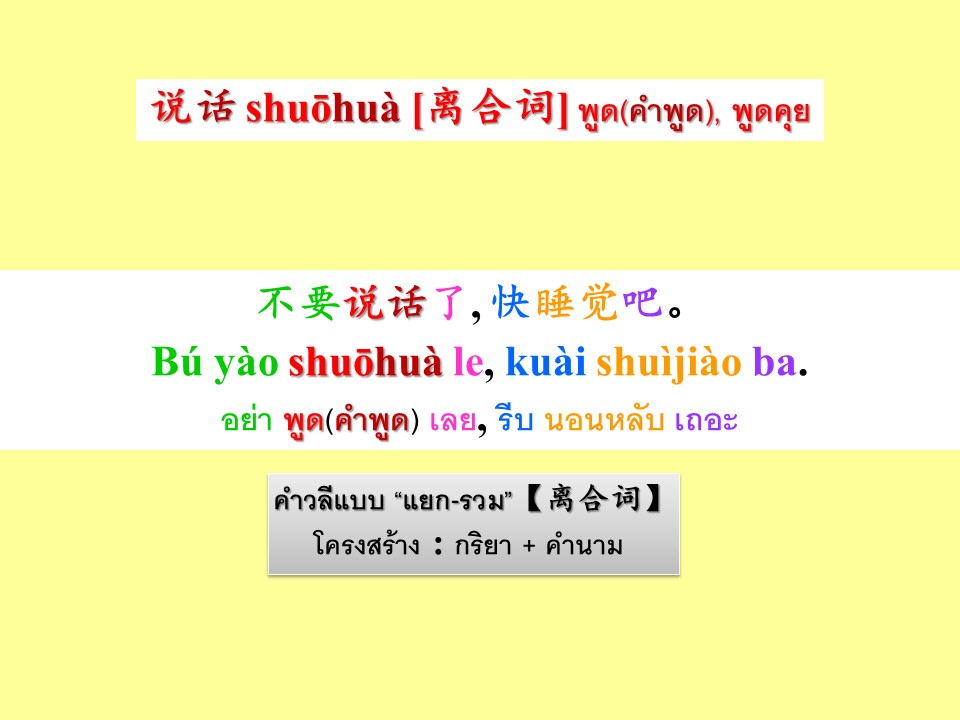 说话 shuōhuà [离合词] พูด(คำพูด), พูดคุย
不要说话了, 快睡觉吧。
Bú yào shuōhuà le, kuài shuìjiào ba.
อย่า พูด(คำพูด) เลย, รีบ นอนหลับ เถอะ
คำวลีแบบ “แยก-รวม”【离合词】
โครงสร้าง : กริยา + คำนาม